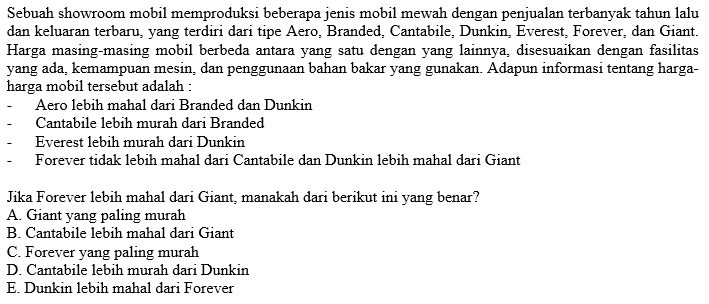 Sebuah showroom mobil memproduksi beberapa jenis mobil mewah dengan penjualan terbanyak tahun lalu
dan keluaran terbaru, yang terdiri dari tipe Aero, Branded, Cantabile, Dunkin, Everest, Forever, dan Giant.
Harga masing-masing mobil berbeda antara yang satu dengan yang lainnya, disesuaikan dengan fasilitas
yang ada, kemampuan mesin, dan penggunaan bahan bakar yang gunakan. Adapun informasi tentang harga-
harga mobil tersebut adalah :
- Aero lebih mahal dari Branded dan Dunkin
- Cantabile lebih murah dari Branded
- Everest lebih murah dari Dunkin
- Forever tidak lebih mahal dari Cantabile dan Dunkin lebih mahal dari Giant
Jika Forever lebih mahal dari Giant, manakah dari berikut ini yang benar?
A. Giant yang paling murah
B. Cantabile lebih mahal dari Giant
C. Forever yang paling murah
D. Cantabile lebih murah dari Dunkin
E. Dunkin lebih mahal dari Forever